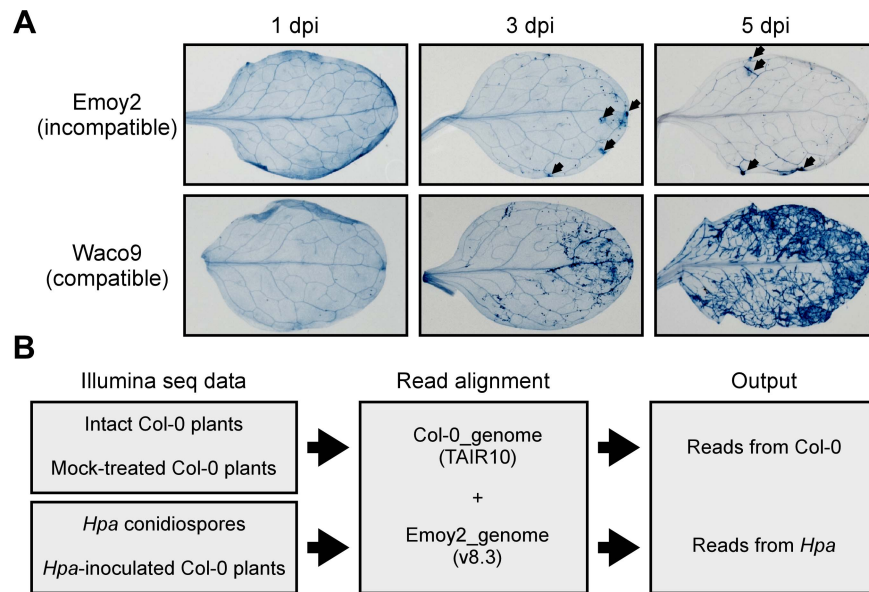 A
1 dpi 3 dpi 5 dpi
Emoy2
(incompatible)
Waco9
(compatible)
B
Illumina seq data Read alignment Output
Intact Col-0 plants
Mock-treated Col-0 plants
Hpa conidiospores
Hpa-inoculated Col-0 plants
Col-0_genome
(TAIR10)
+
Emoy2_genome
(v8.3)
Reads from Col-0
Reads from Hpa